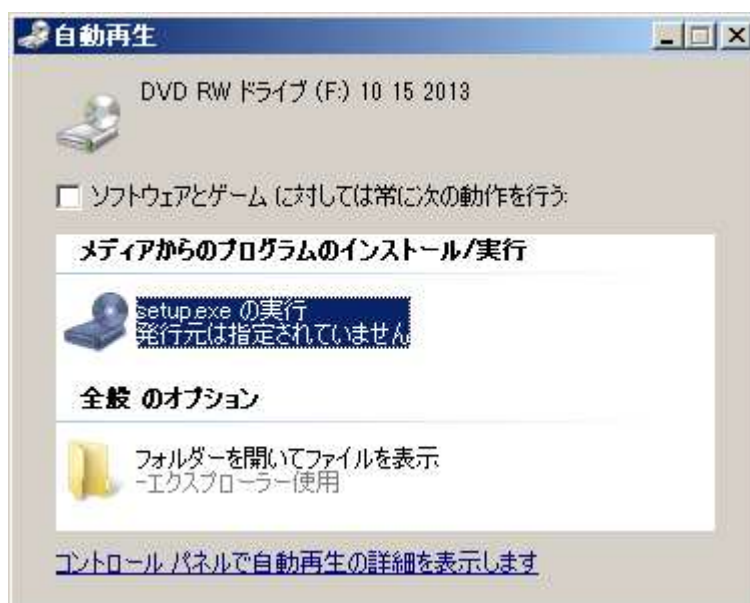 自動再生
DVD RW ドライブ (F:) 10 15 2013
ソフトウェアとゲーム に対しては常に次の動作を行う:
メディアからのプログラムのインストール/実行
setup.exe の実行
発行元は指定されていません
全般 のオプション
フォルダーを開いてファイルを表示
-エクスプローラー使用
コントロール パネルで自動再生の詳細を表示します